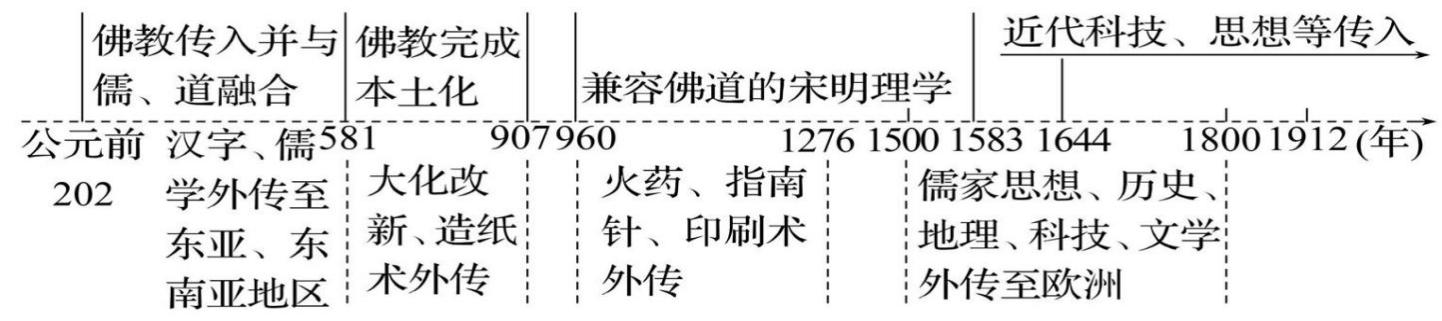 佛教传入并与
儒、道融合
佛教完成
本土化
兼容佛道的宋明理学
近代科技、思想等传入
公元前
202
581
907
960
1276
1500
1583
1644
1800
1912
(年)
汉字、儒
学外传至
东亚、东
南亚地区
大化改
新、造纸
术外传
火药、指南
针、印刷术
外传
儒家思想、历史、
地理、科技、文学
外传至欧洲